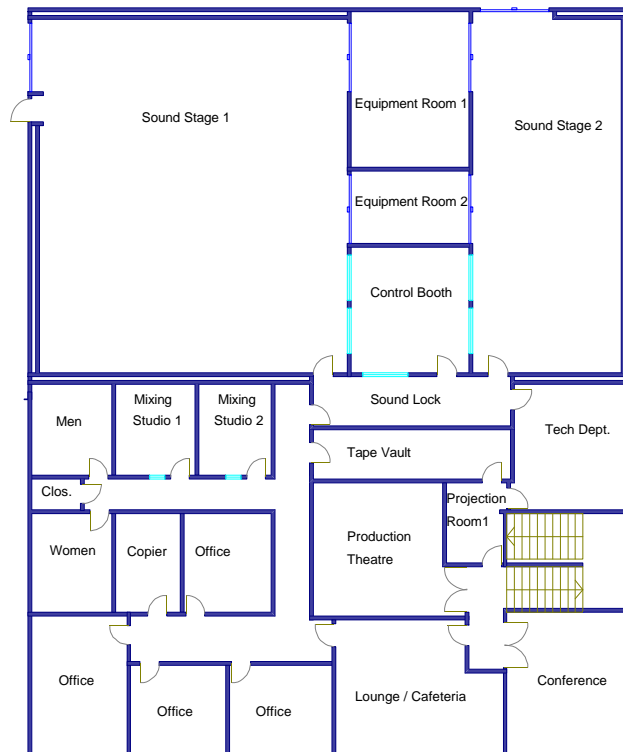 Equipment Room 1
Sound Stage 1
Sound Stage 2
Equipment Room 2
Control Booth
Mixing
Studio 1
Mixing
Studio 2
Sound Lock
Men
Tech Dept.
Tape Vault
Clos.
Projection
Room1
Production
Theatre
Women
Copier
Office
Office
Office
Office
Lounge / Cafeteria
Conference